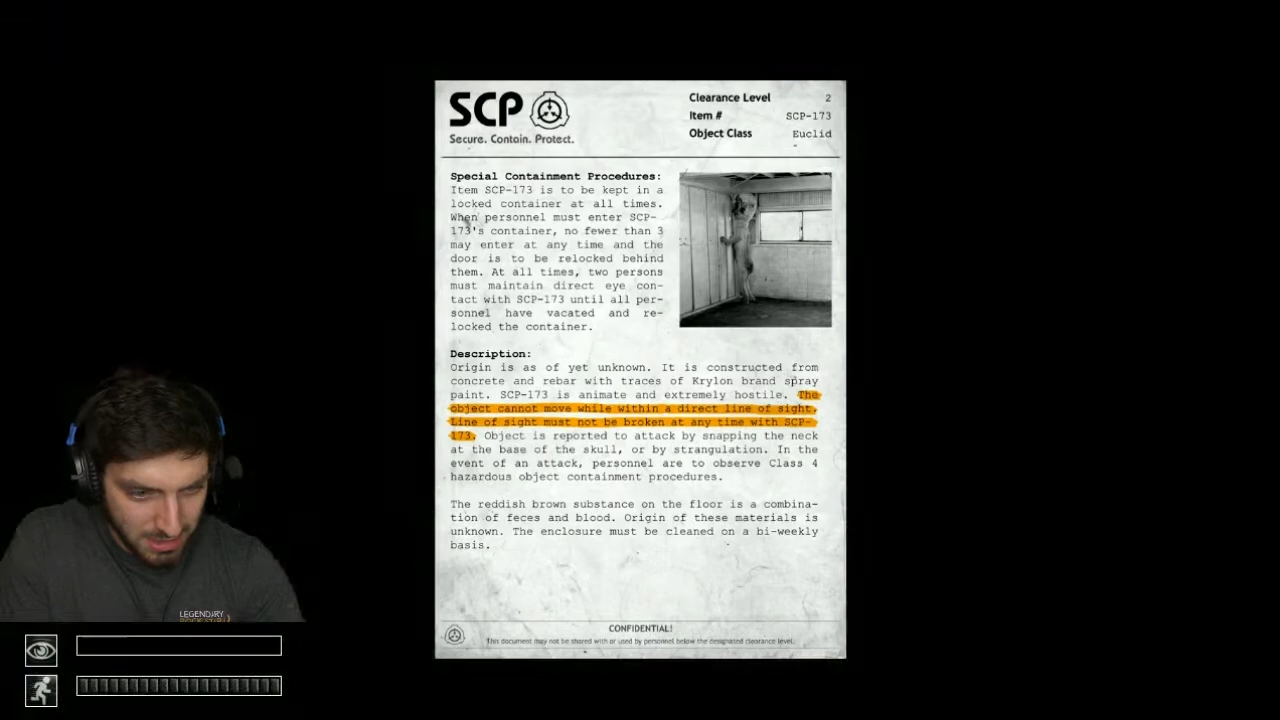 SCP
Secure. Contain. Protect.
Clearance Level 2
Item # SCP-173
Object Class Euclid
Special Containment Procedures:
Item SCP-173 is to be kept in a
locked container at all times.
When personnel must enter SCP-
173's container, no fewer than 3
may enter at any time and the
door is to be relocked behind
them. At all times, two persons
must maintain direct eye con-
tact with SCP-173 until all per-
sonnel have vacated and re-
locked the container.
Description:
Origin is as of yet unknown. It is constructed from
concrete and rebar with traces of Krylon brand spray
paint. SCP-173 is animate and extremely hostile. The
object cannot move while within a direct line of sight.
Line of sight must not be broken at any time with SCP-
173. Object is reported to attack by snapping the neck
at the base of the skull, or by strangulation. In the
event of an attack, personnel are to observe Class 4
hazardous object containment procedures.
The reddish brown substance on the floor is a combina-
tion of feces and blood. Origin of these materials is
unknown. The enclosure must be cleaned on a bi-weekly
basis.
CONFIDENTIAL!
This document may not be shared with or used by personnel below the designated clearance level.
LEGENDARY